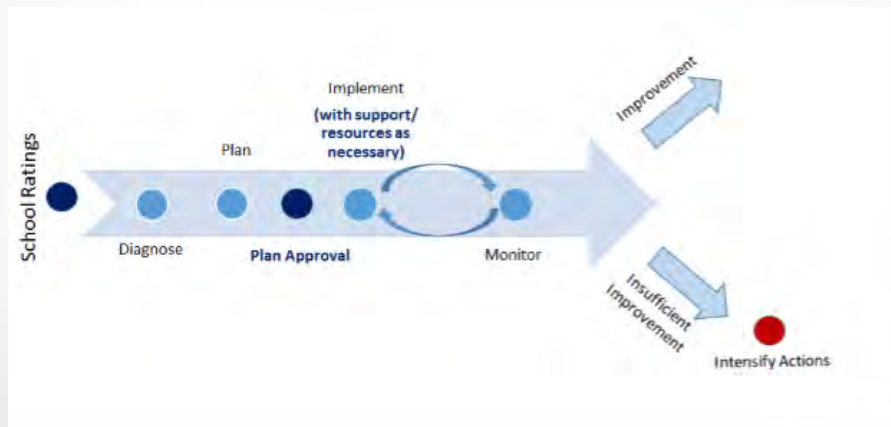 School Ratings
Diagnose
Plan
Plan Approval
Implement
(with support/
resources as
necessary)
Monitor
Improvement
Insufficient
Improvement
Intensify Actions